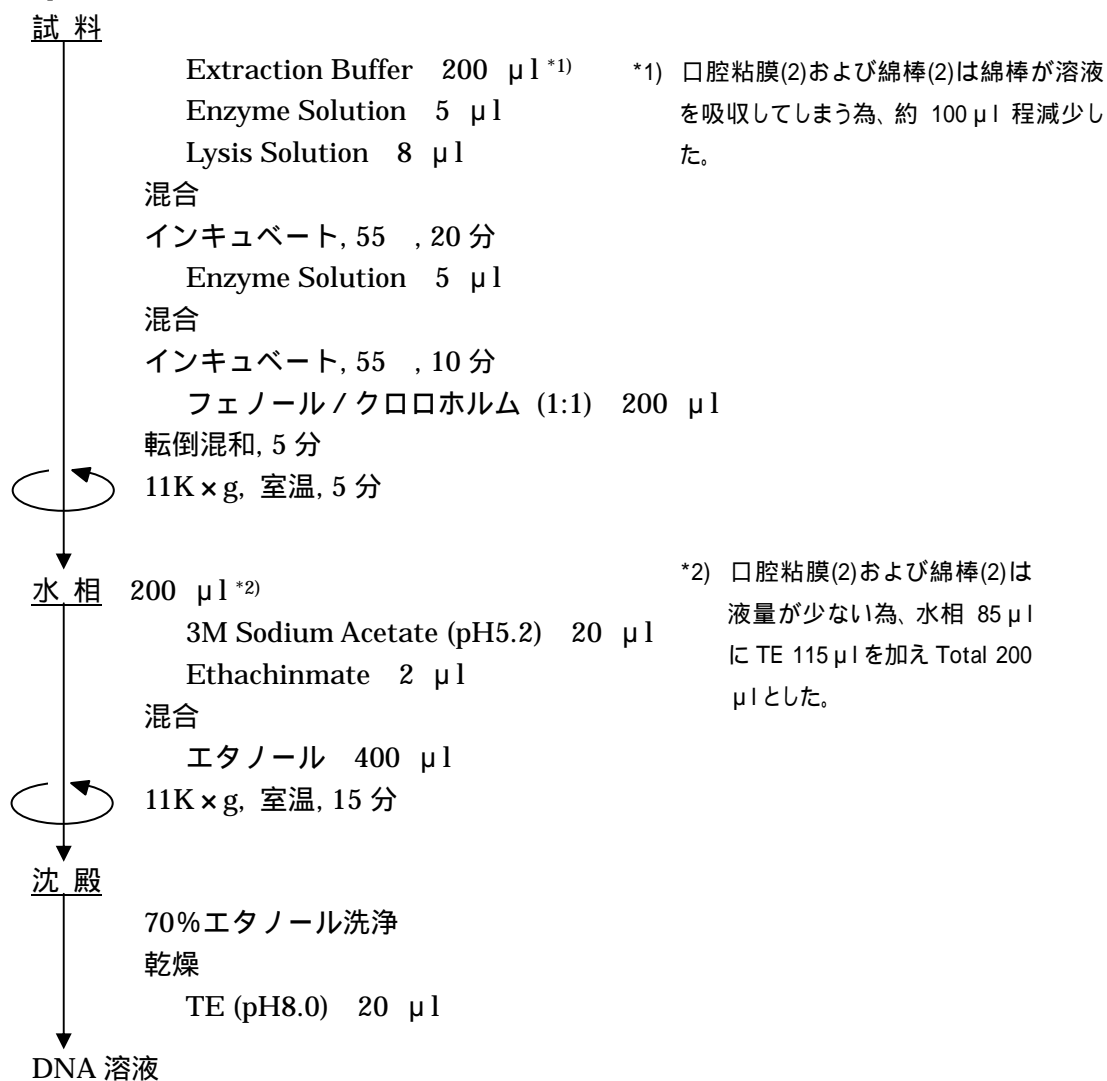 試 料
Extraction Buffer 200 μl *1)
*1) 口腔粘膜(2)および綿棒(2)は綿棒が溶液
を吸収してしまう為、約 100μl 程減少し
た。
Enzyme Solution 5 μl
Lysis Solution 8 μl
混合
インキュベート, 55 , 20 分
Enzyme Solution 5 μl
混合
インキュベート, 55 , 10 分
フェノール / クロロホルム (1:1) 200 μl
転倒混和, 5 分
11K×g, 室温, 5 分
水 相 200 μl *2)
*2) 口腔粘膜(2)および綿棒(2)は
液量が少ない為、水相 85μl
に TE 115μlを加え Total 200
μlとした。
3M Sodium Acetate (pH5.2) 20 μl
Ethachinmate 2 μl
混合
エタノール 400 μl
11K×g, 室温, 15 分
沈 殿
70%エタノール洗浄
乾燥
TE (pH8.0) 20 μl
DNA 溶液